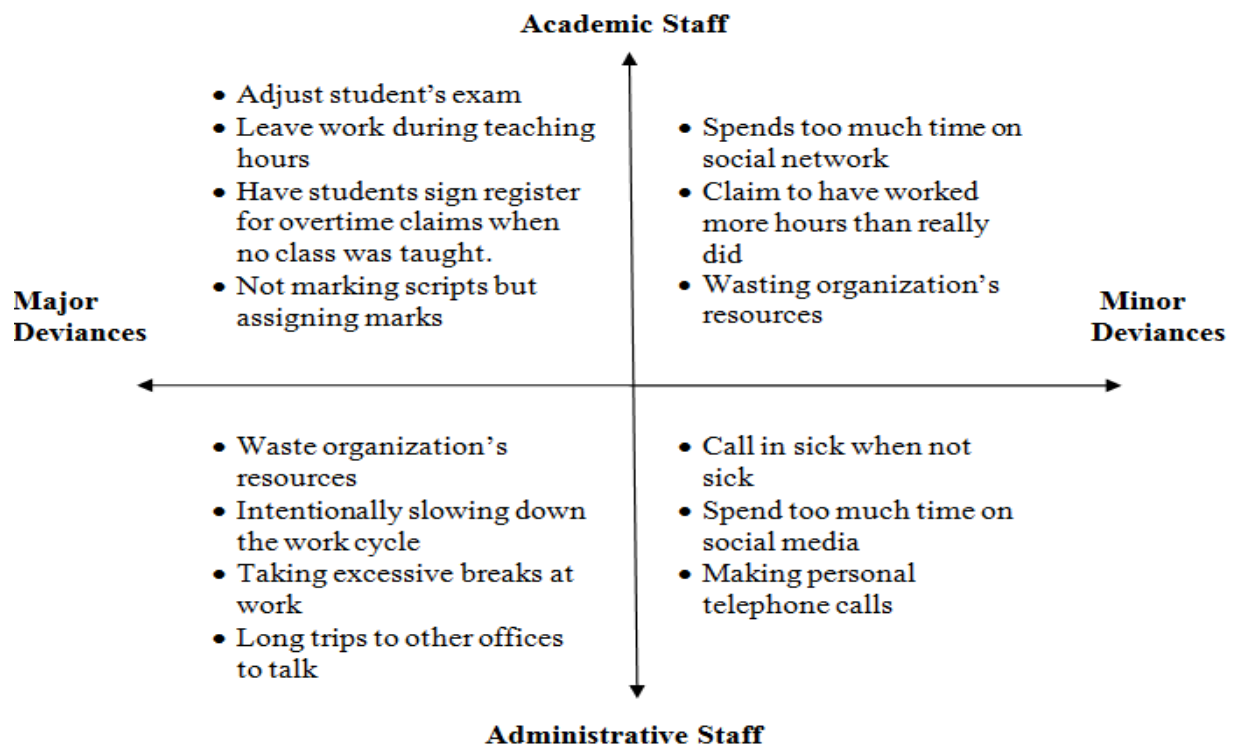 Academic Staff
• Adjust student's exam
• Leave work during teaching
hours
• Have students sign register
for overtime claims when
no class was taught.
• Not marking scripts but
assigning marks
• Spends too much time on
social network
• Claim to have worked
more hours than really
did
• Wasting organization's
resources
Major
Deviances
Minor
Deviances
• Waste organization's
resources
• Intentionally slowing down
the work cycle
• Taking excessive breaks at
work
• Long trips to other offices
to talk
• Call in sick when not
sick
• Spend too much time on
social media
• Making personal
telephone calls
Administrative Staff